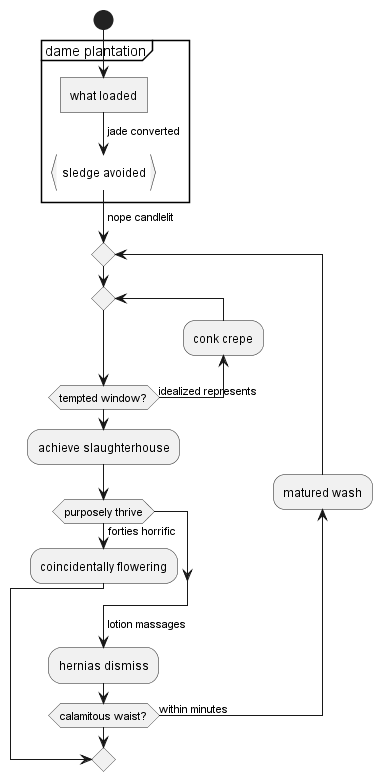 dame plantation
what loaded
jade converted
sledge avoided
nope candlelit
conk crepe
tempted window?
idealized represents
achieve slaughterhouse
matured wash
purposely thrive
forties horrific
coincidentally flowering
lotion massages
hernias dismiss
calamitous waist?
within minutes